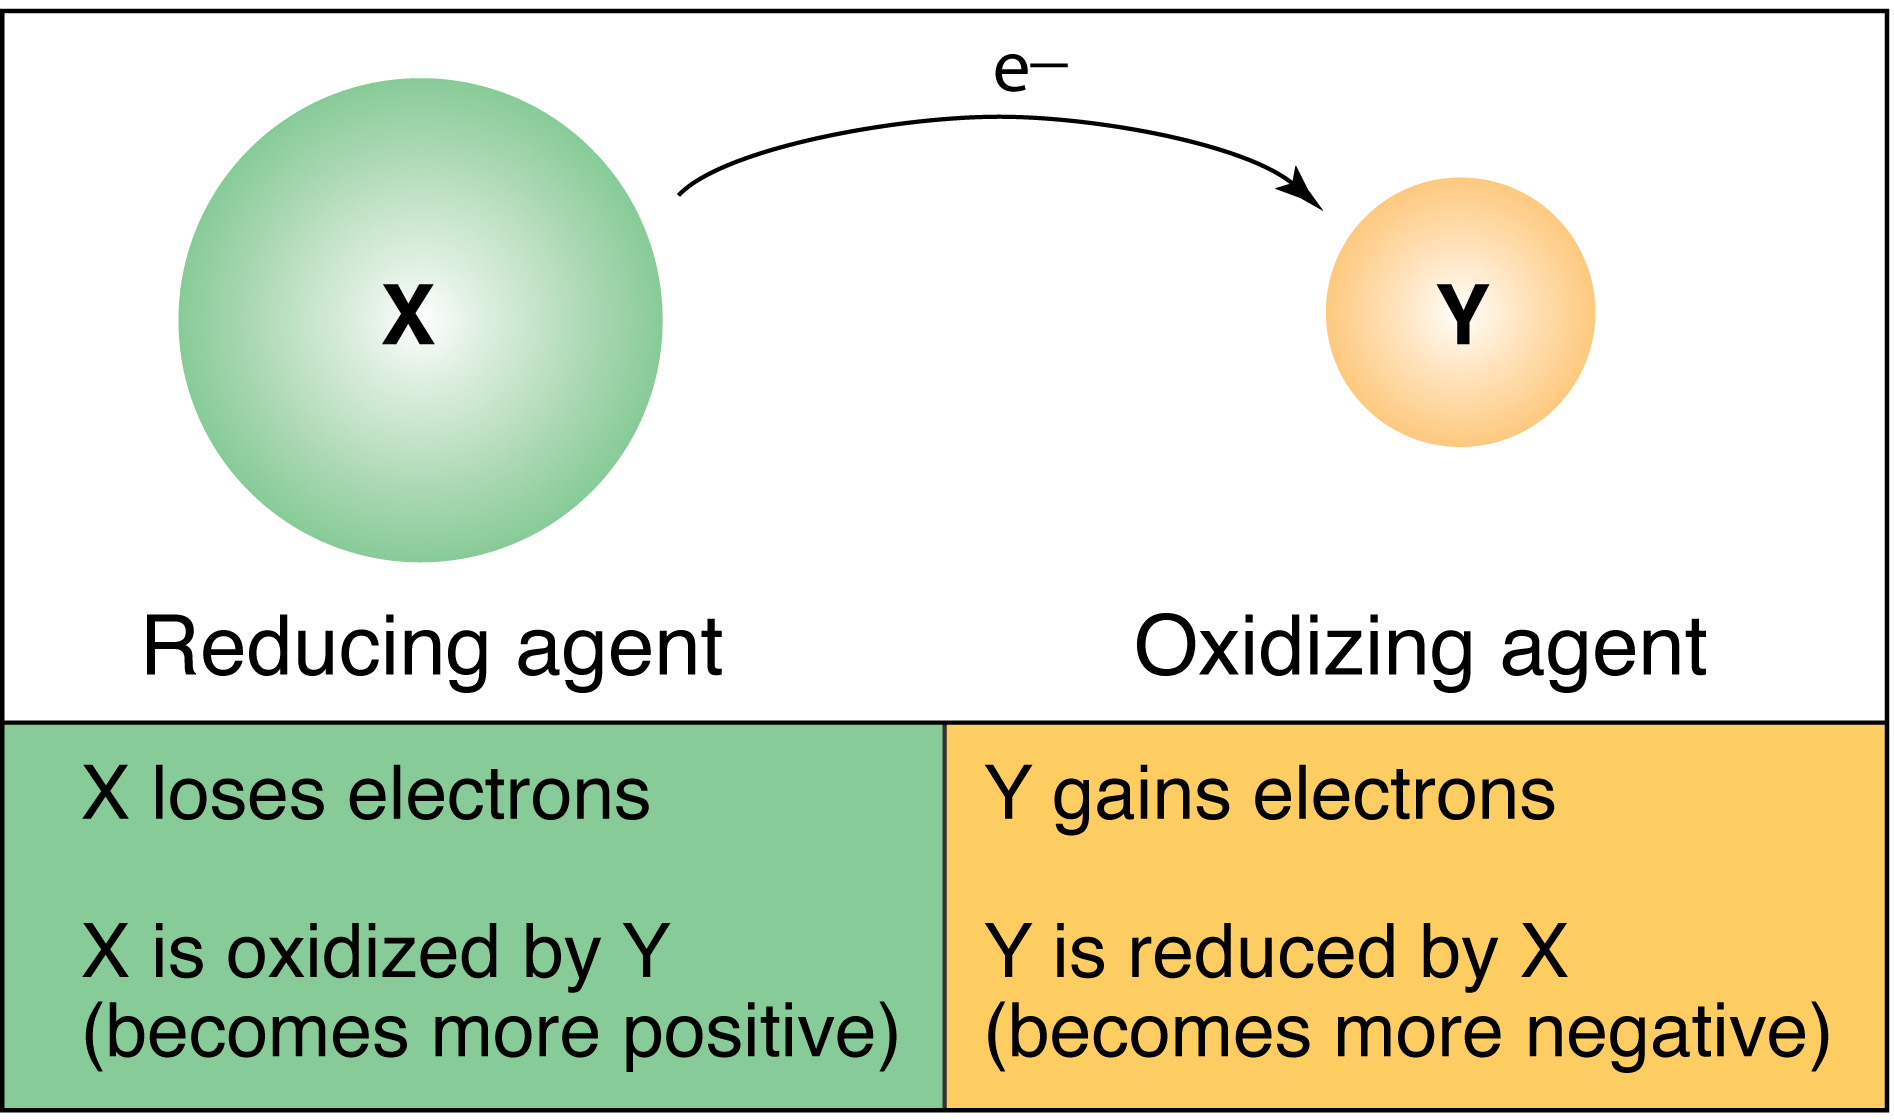 e–
X
Y
Reducing agent
Oxidizing agent
X loses electrons
X is oxidized by Y
(becomes more positive)
Y gains electrons
Y is reduced by X
(becomes more negative)